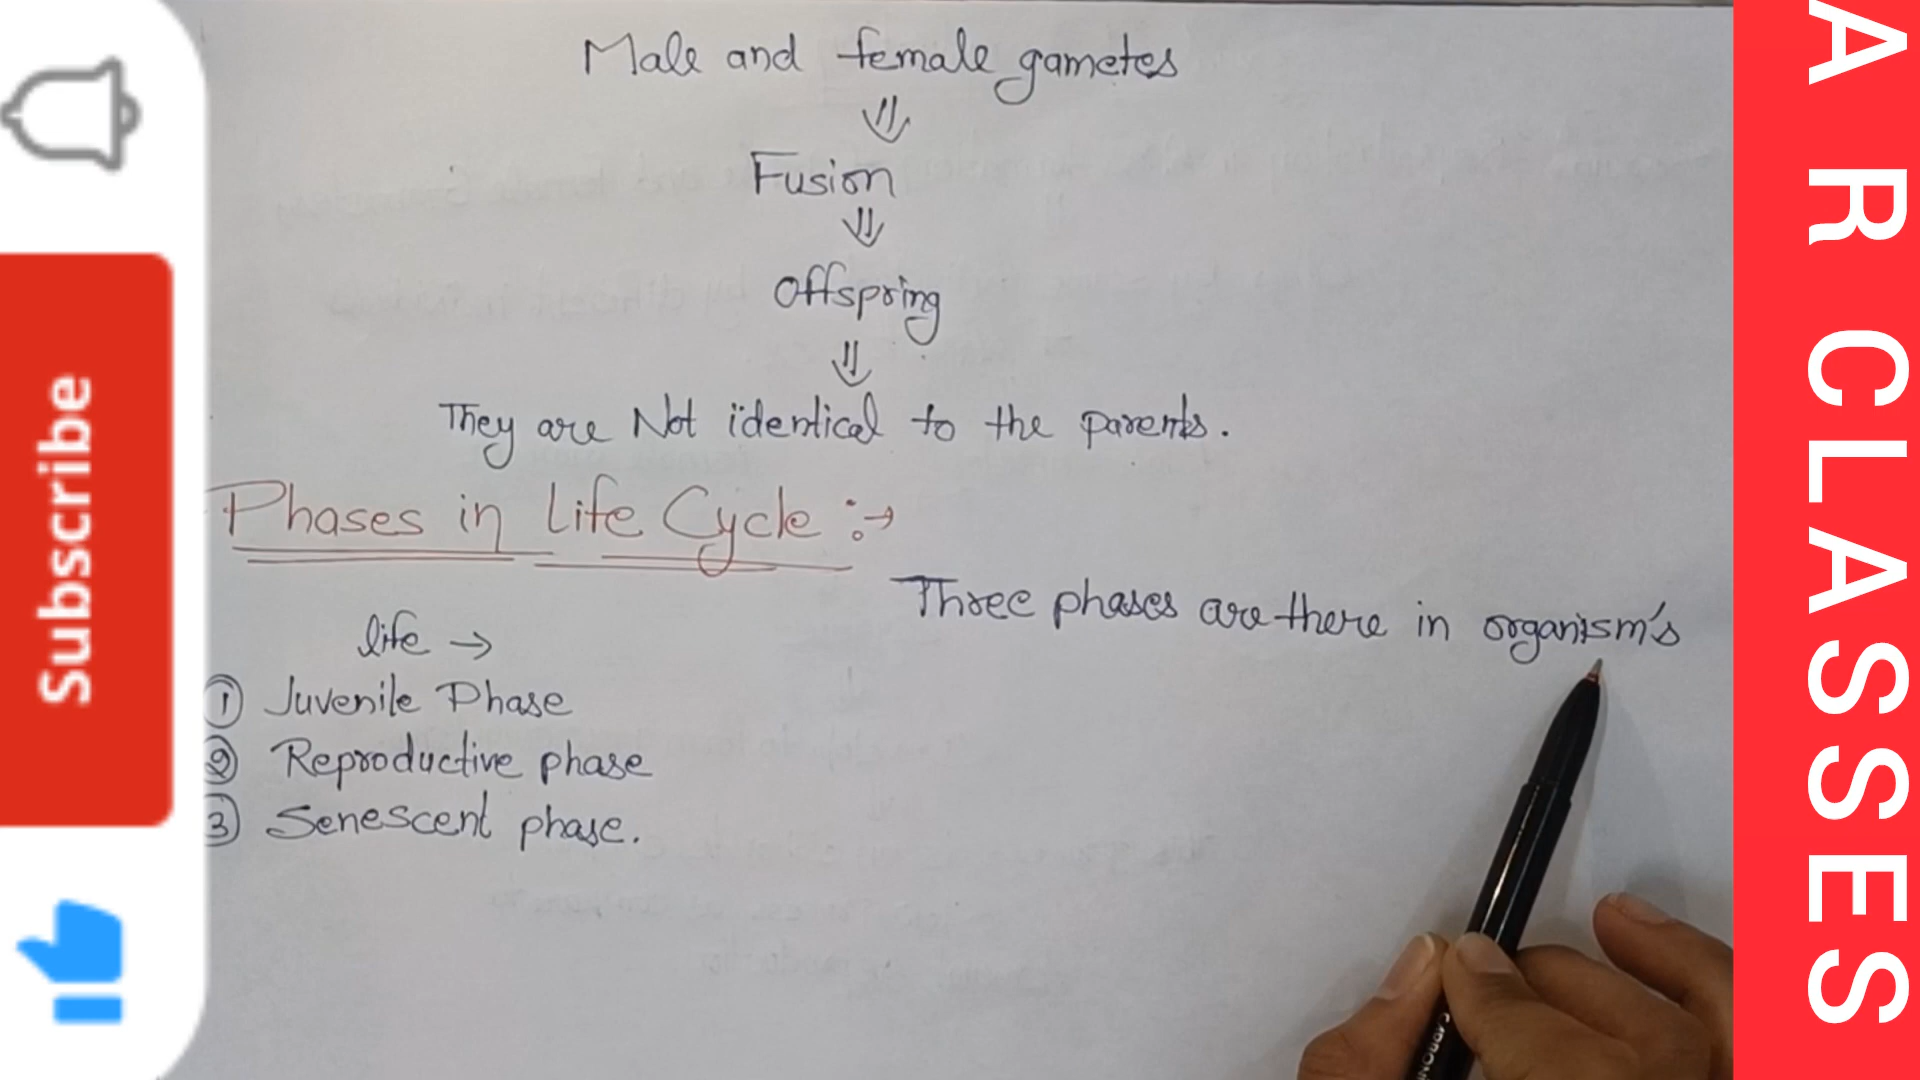 Male and female gametes
⇓
Fusion
⇓
Offspring
⇓
They are Not identical to the parents.
Phases in Life Cycle :→
Three phases are there in organism's
life →
① Juvenile Phase
② Reproductive phase
③ Senescent phase.
Subscribe
A R CLASSES